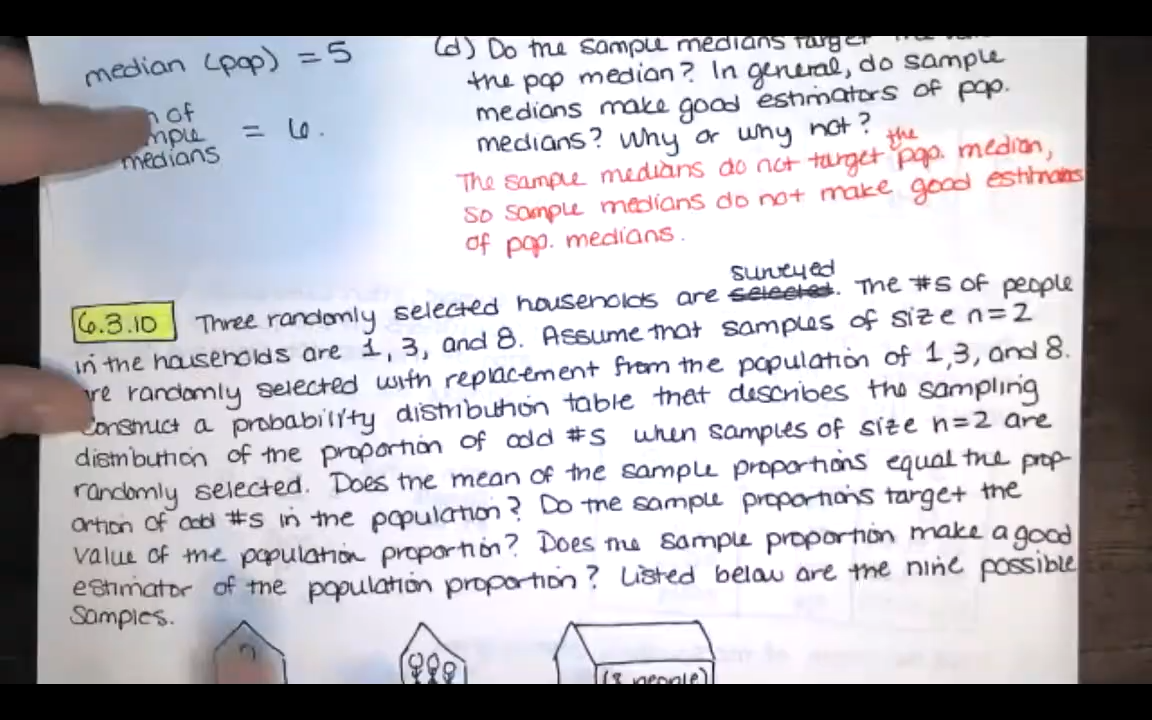 median (pop) = 5
of
medians
= 6.
(d) Do the sample medians target
the pop median? In general, do sample
medians make good estimators of pop.
medians? Why or why not?
The sample medians do not target the pop. median,
so sample medians do not make good
of pop. medians.
6.3.10 Three randomly selected households are surveyed. The #s of people
in the households are 1, 3, and 8. Assume that samples of size n=2
are randomly selected with replacement from the population of 1, 3, and 8.
Construct a probability distribution table that describes the sampling
distribution of the proportion of odd #s when samples of size n=2 are
randomly selected. Does the mean of the sample proportions equal the prop-
ortion of odd #s in the population? Do the sample proportions target the
value of the population proportion? Does the sample proportion make a good
estimator of the population proportion? Listed below are the nine possible
Samples.
(8 people)